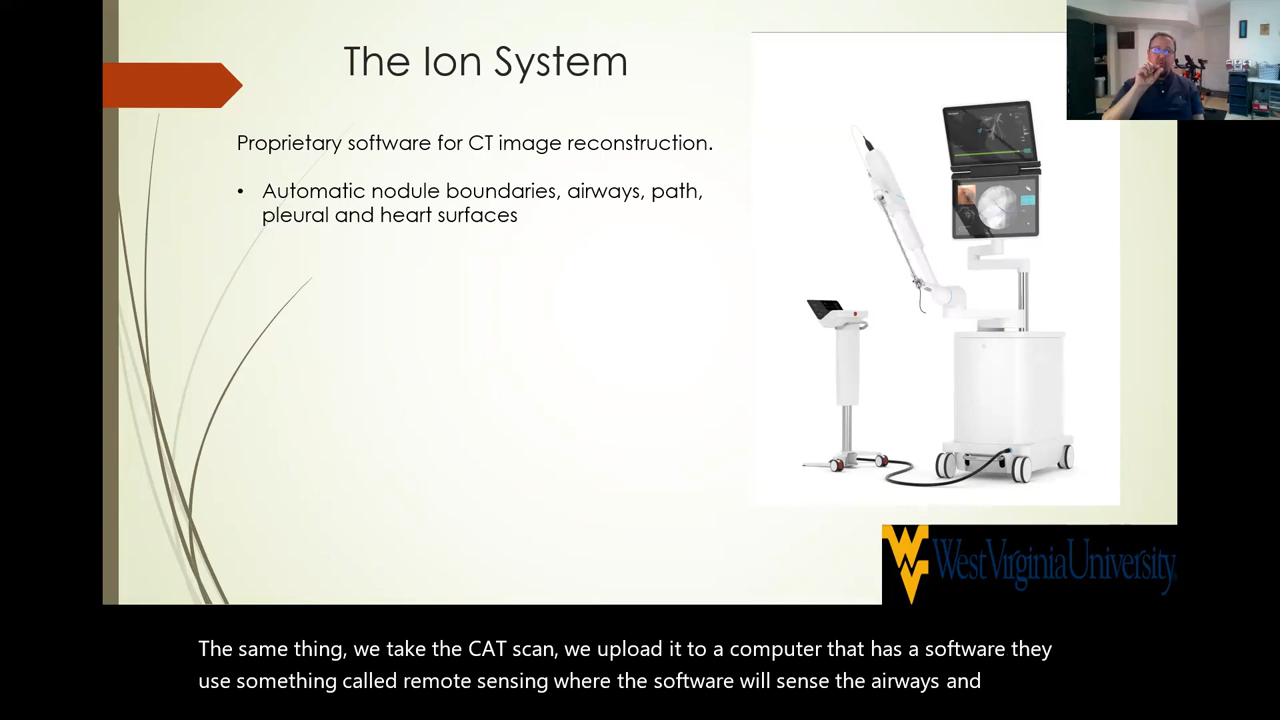 The Ion System
Proprietary software for CT image reconstruction.
• Automatic nodule boundaries, airways, path,
pleural and heart surfaces
West Virginia University
The same thing, we take the CAT scan, we upload it to a computer that has a software they
use something called remote sensing where the software will sense the airways and